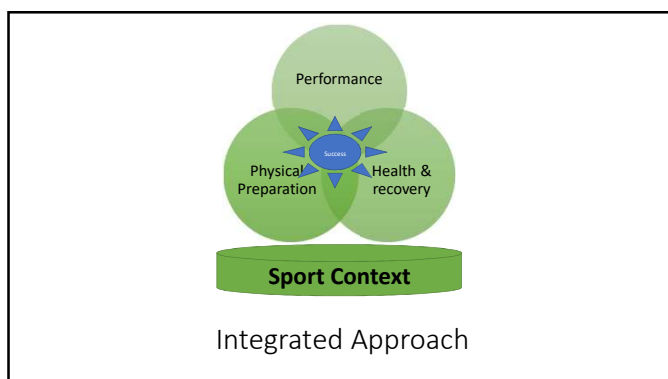 Performance
Success
Physical
Preparation
Health &
recovery
Sport Context
Integrated Approach